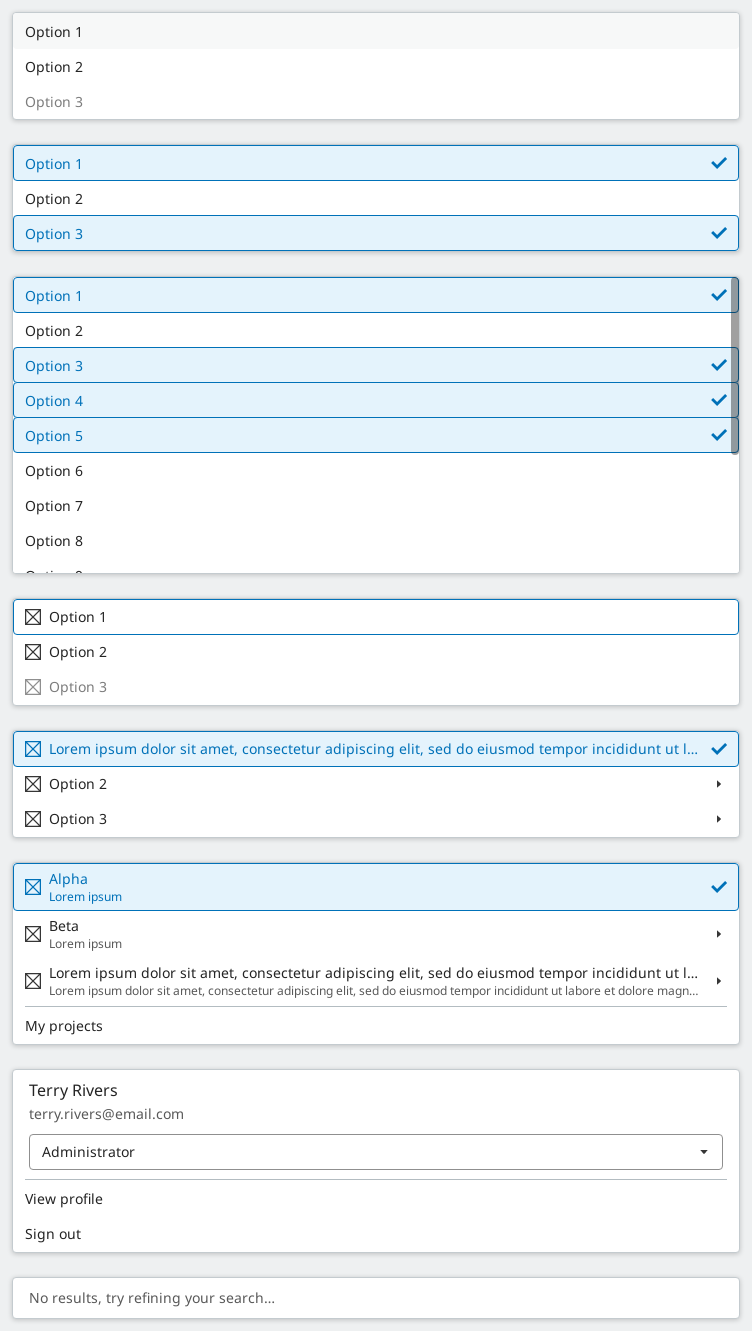 Option 1
Option 2
Option 3
Option 1
Option 2
Option 3
Option 1
Option 2
Option 3
Option 4
Option 5
Option 6
Option 7
Option 8
Option 1
Option 2
Option 3
Lorem ipsum dolor sit amet, consectetur adipiscing elit, sed do eiusmod tempor incididunt ut l...
Option 2
Option 3
Alpha
Lorem ipsum
Beta
Lorem ipsum
Lorem ipsum dolor sit amet, consectetur adipiscing elit, sed do eiusmod tempor incididunt ut l...
Lorem ipsum dolor sit amet, consectetur adipiscing elit, sed do eiusmod tempor incididunt ut labore et dolore magn...
My projects
Terry Rivers
terry.rivers@email.com
Administrator
View profile
Sign out
No results, try refining your search...